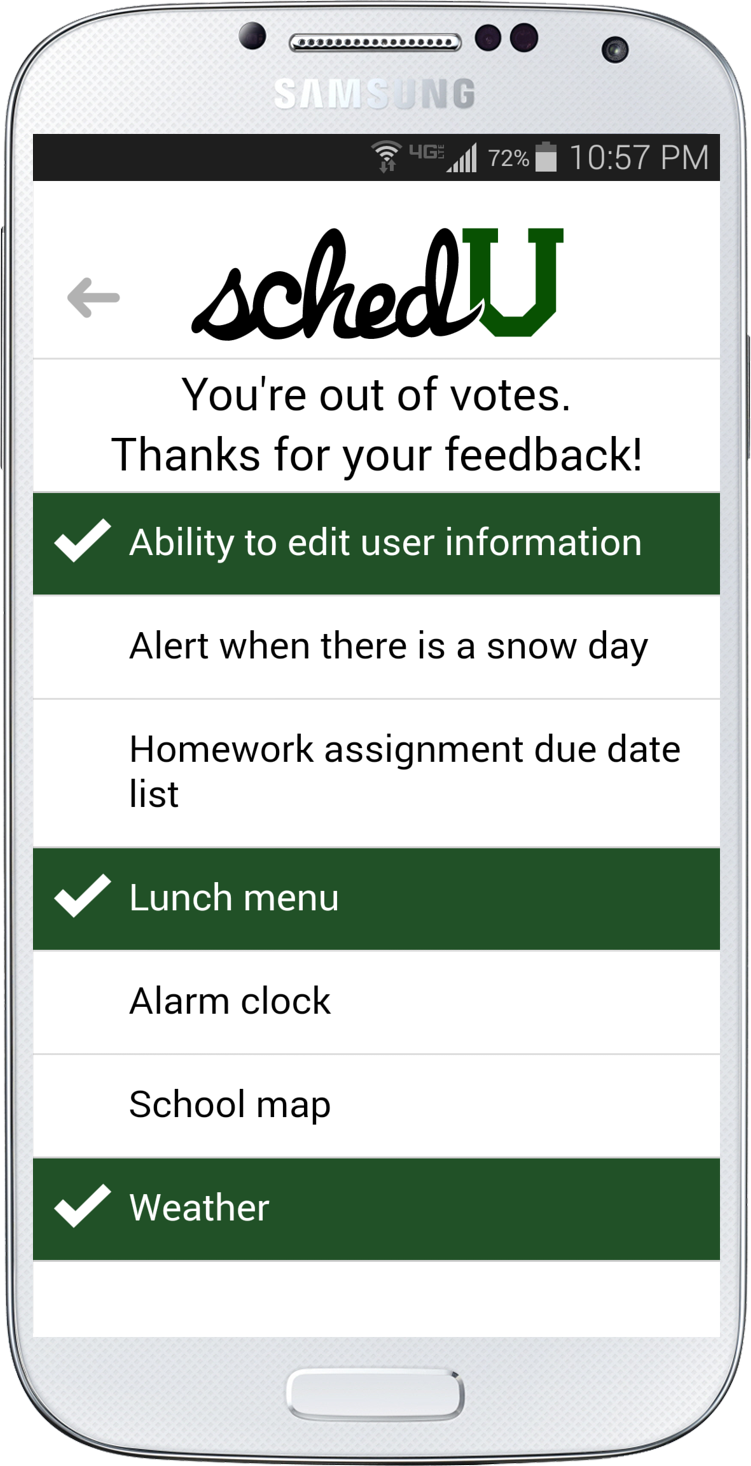 SAMSUNG
4G LTE 72% 10:57 PM
schedU
You're out of votes.
Thanks for your feedback!
Ability to edit user information
Alert when there is a snow day
Homework assignment due date
list
Lunch menu
Alarm clock
School map
Weather